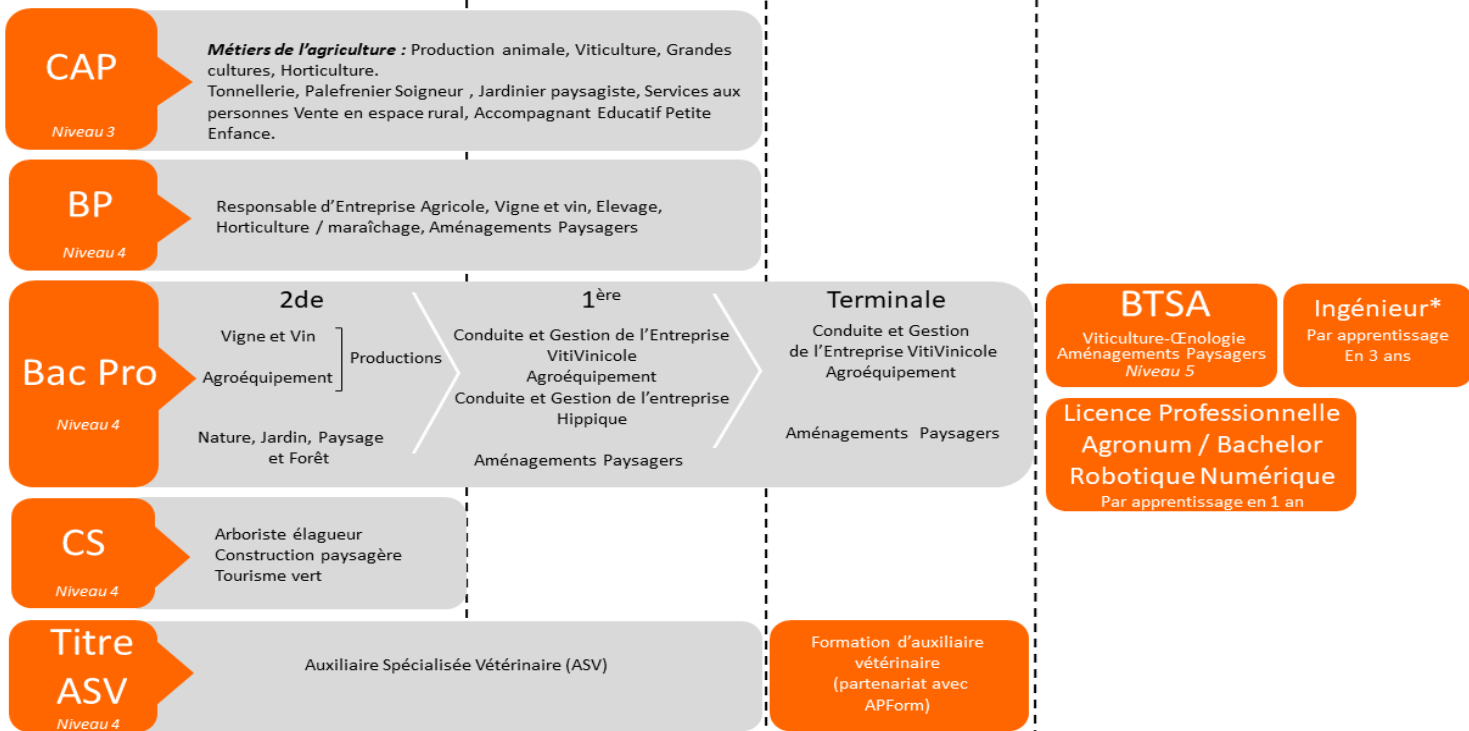 CAP
Niveau 3
Métiers de l’agriculture : Production animale, Viticulture, Grandes
cultures, Horticulture.
Tonnellerie, Palefrenier Soigneur , Jardinier paysagiste, Services aux
personnes Vente en espace rural, Accompagnant Educatif Petite
Enfance.
BP
Niveau 4
Responsable d’Entreprise Agricole, Vigne et vin, Elevage,
Horticulture / maraîchage, Aménagements Paysagers
Bac Pro
Niveau 4
2de
Vigne et Vin
Agroéquipement
Productions
Nature, Jardin, Paysage
et Forêt
1ère
Conduite et Gestion de l’Entreprise
VitiVinicole
Agroéquipement
Conduite et Gestion de l’entreprise
Hippique
Aménagements Paysagers
Terminale
Conduite et Gestion
de l’Entreprise VitiVinicole
Agroéquipement
Aménagements Paysagers
BTSA
Viticulture-Œnologie
Aménagements Paysagers
Niveau 5
Ingénieur*
Par apprentissage
En 3 ans
Licence Professionnelle
Agronum / Bachelor
Robotique Numérique
Par apprentissage en 1 an
CS
Niveau 4
Arboriste élagueur
Construction paysagère
Tourisme vert
Titre
ASV
Niveau 4
Auxiliaire Spécialisée Vétérinaire (ASV)
Formation d’auxiliaire
vétérinaire
(partenariat avec
APForm)